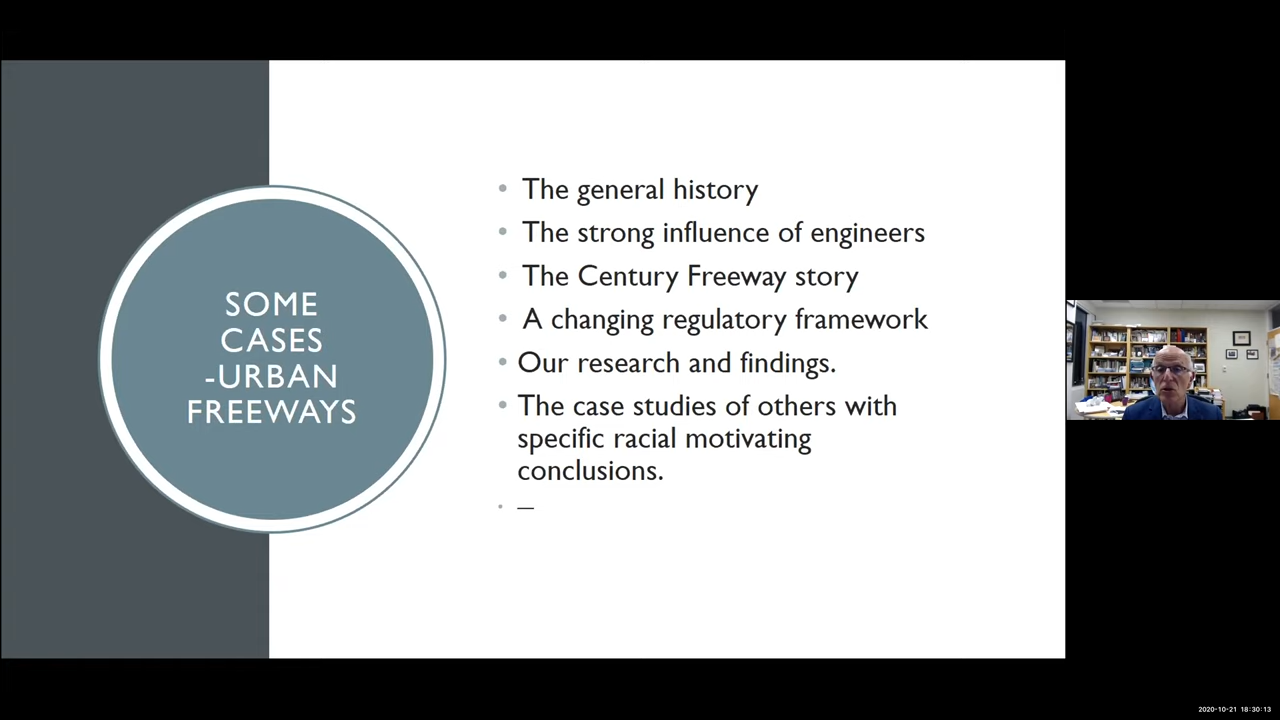 SOME
CASES
-URBAN
FREEWAYS
• The general history
• The strong influence of engineers
• The Century Freeway story
• A changing regulatory framework
• Our research and findings.
• The case studies of others with
specific racial motivating
conclusions.
• —
2020-10-21 18:30:13